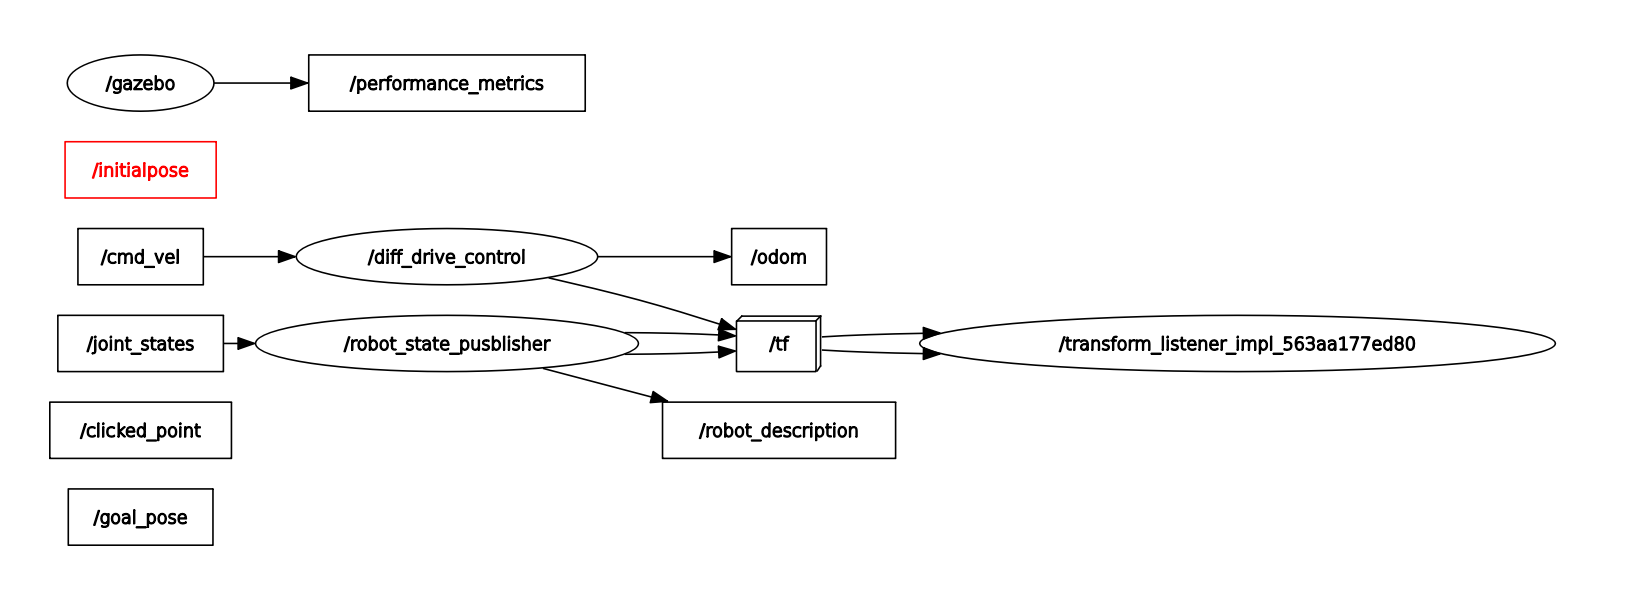 /gazebo
/performance_metrics
/initialpose
/cmd_vel
/diff_drive_control
/odom
/joint_states
/robot_state_pusblisher
/tf
/transform_listener_impl_563aa177ed80
/clicked_point
/robot_description
/goal_pose